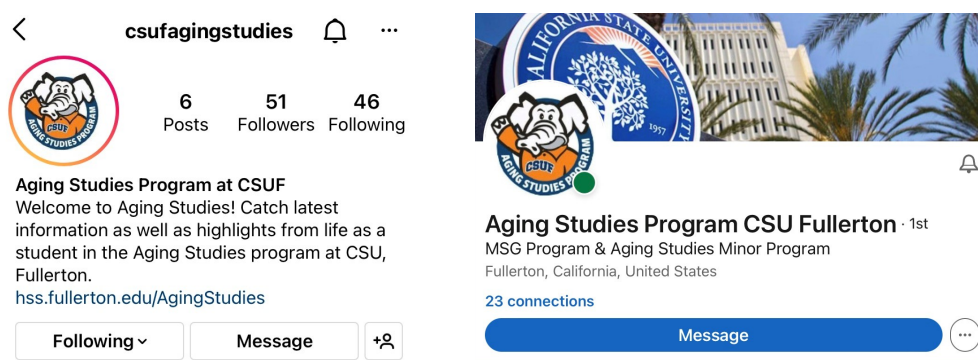 csufagingstudies
6 51 46
Posts Followers Following
CSUF
AGING STUDIES PROGRAM
Aging Studies Program at CSUF
Welcome to Aging Studies! Catch latest
information as well as highlights from life as a
student in the Aging Studies program at CSU,
Fullerton.
hss.fullerton.edu/AgingStudies
Following
Message
CALIFORNIA STATE UNIVERSITY
1957
CSUF
AGING STUDIES PROGRAM
Aging Studies Program CSU Fullerton · 1st
MSG Program & Aging Studies Minor Program
Fullerton, California, United States
23 connections
Message